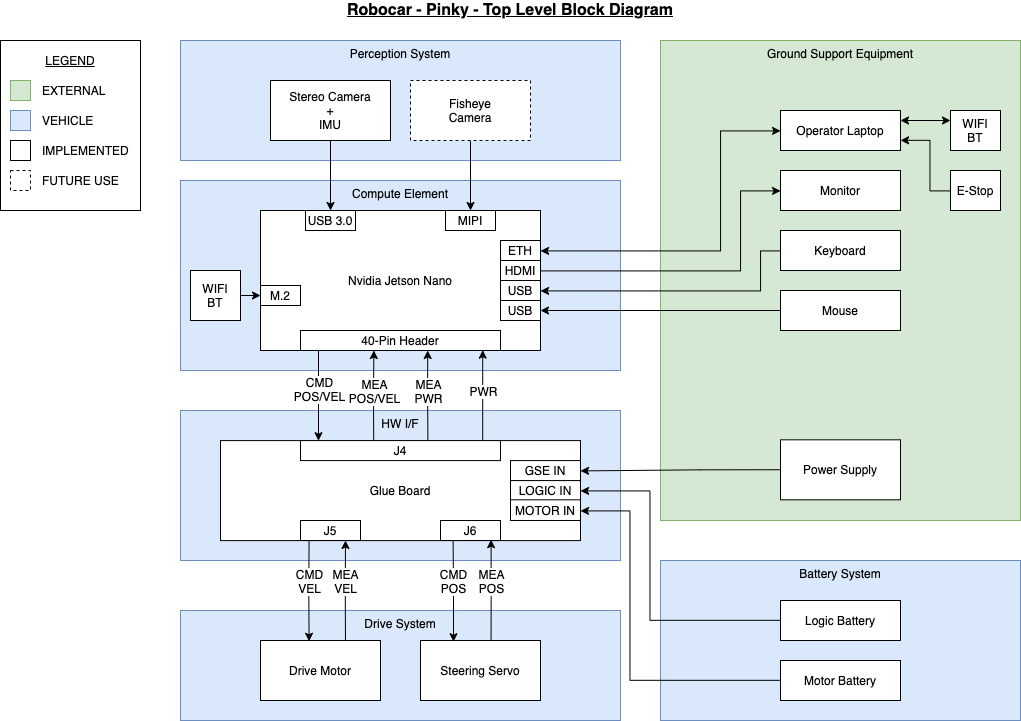 Robocar - Pinky - Top Level Block Diagram
LEGEND
EXTERNAL
VEHICLE
IMPLEMENTED
FUTURE USE
Perception System
Stereo Camera
+
IMU
Fisheye
Camera
Ground Support Equipment
Operator Laptop
WIFI
BT
Monitor
E-Stop
Keyboard
Mouse
Power Supply
Compute Element
USB 3.0
MIPI
Nvidia Jetson Nano
ETH
HDMI
USB
USB
WIFI
BT
M.2
40-Pin Header
CMD
POS/VEL
MEA
POS/VEL
MEA
PWR
PWR
HW I/F
J4
Glue Board
GSE IN
LOGIC IN
MOTOR IN
J5
J6
CMD
VEL
MEA
VEL
CMD
POS
MEA
POS
Drive System
Drive Motor
Steering Servo
Battery System
Logic Battery
Motor Battery